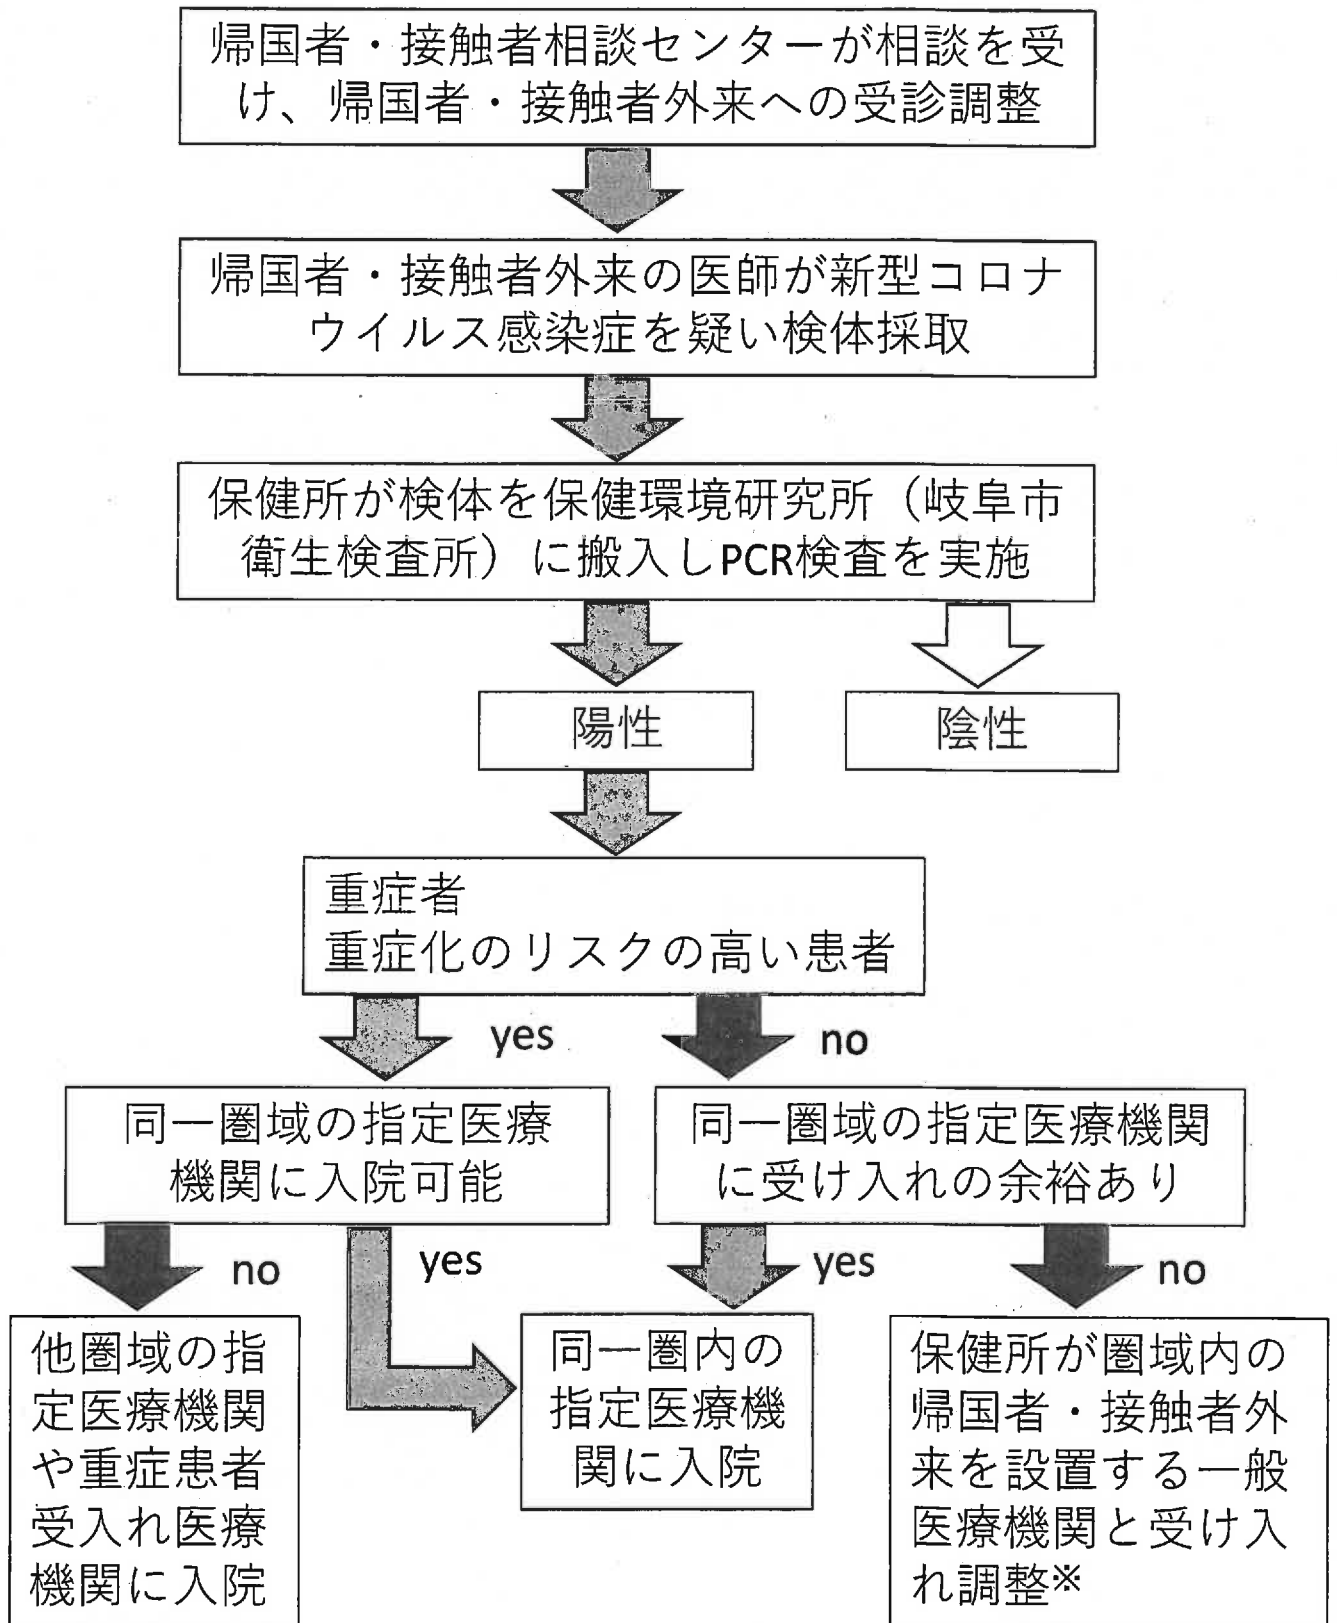 帰国者・接触者相談センターが相談を受
け、帰国者・接触者外来への受診調整
帰国者・接触者外来の医師が新型コロナ
ウイルス感染症を疑い検体採取
保健所が検体を保健環境研究所（岐阜市
衛生検査所）に搬入しPCR検査を実施
陽性
陰性
重症者
重症化のリスクの高い患者
yes
no
同一圏域の指定医療
機関に入院可能
同一圏域の指定医療機関
に受け入れの余裕あり
no
yes
yes
no
他圏域の指
定医療機関
や重症患者
受入れ医療
機関に入院
同一圏内の
指定医療機
関に入院
保健所が圏域内の
帰国者・接触者外
来を設置する一般
医療機関と受け入
れ調整※